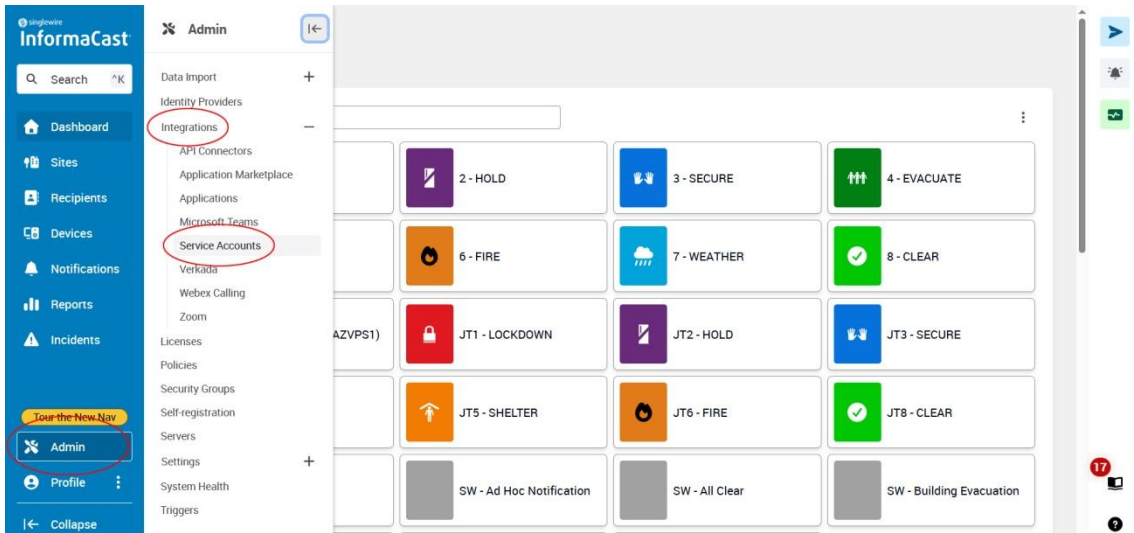 singlewire
InformaCast
Search ^K
Dashboard
Sites
Recipients
Devices
Notifications
Reports
Incidents
Tour the New Nav
Admin
Profile
Collapse
Admin
Data Import
Identity Providers
Integrations
API Connectors
Application Marketplace
Applications
Microsoft Teams
Service Accounts
Verkada
Webex Calling
Zoom
Licenses
Policies
Security Groups
Self-registration
Servers
Settings
System Health
Triggers
2 - HOLD
3 - SECURE
4 - EVACUATE
6 - FIRE
7 - WEATHER
8 - CLEAR
AZVPS1)
JT1 - LOCKDOWN
JT2 - HOLD
JT3 - SECURE
JT5 - SHELTER
JT6 - FIRE
JT8 - CLEAR
SW - Ad Hoc Notification
SW - All Clear
SW - Building Evacuation
17